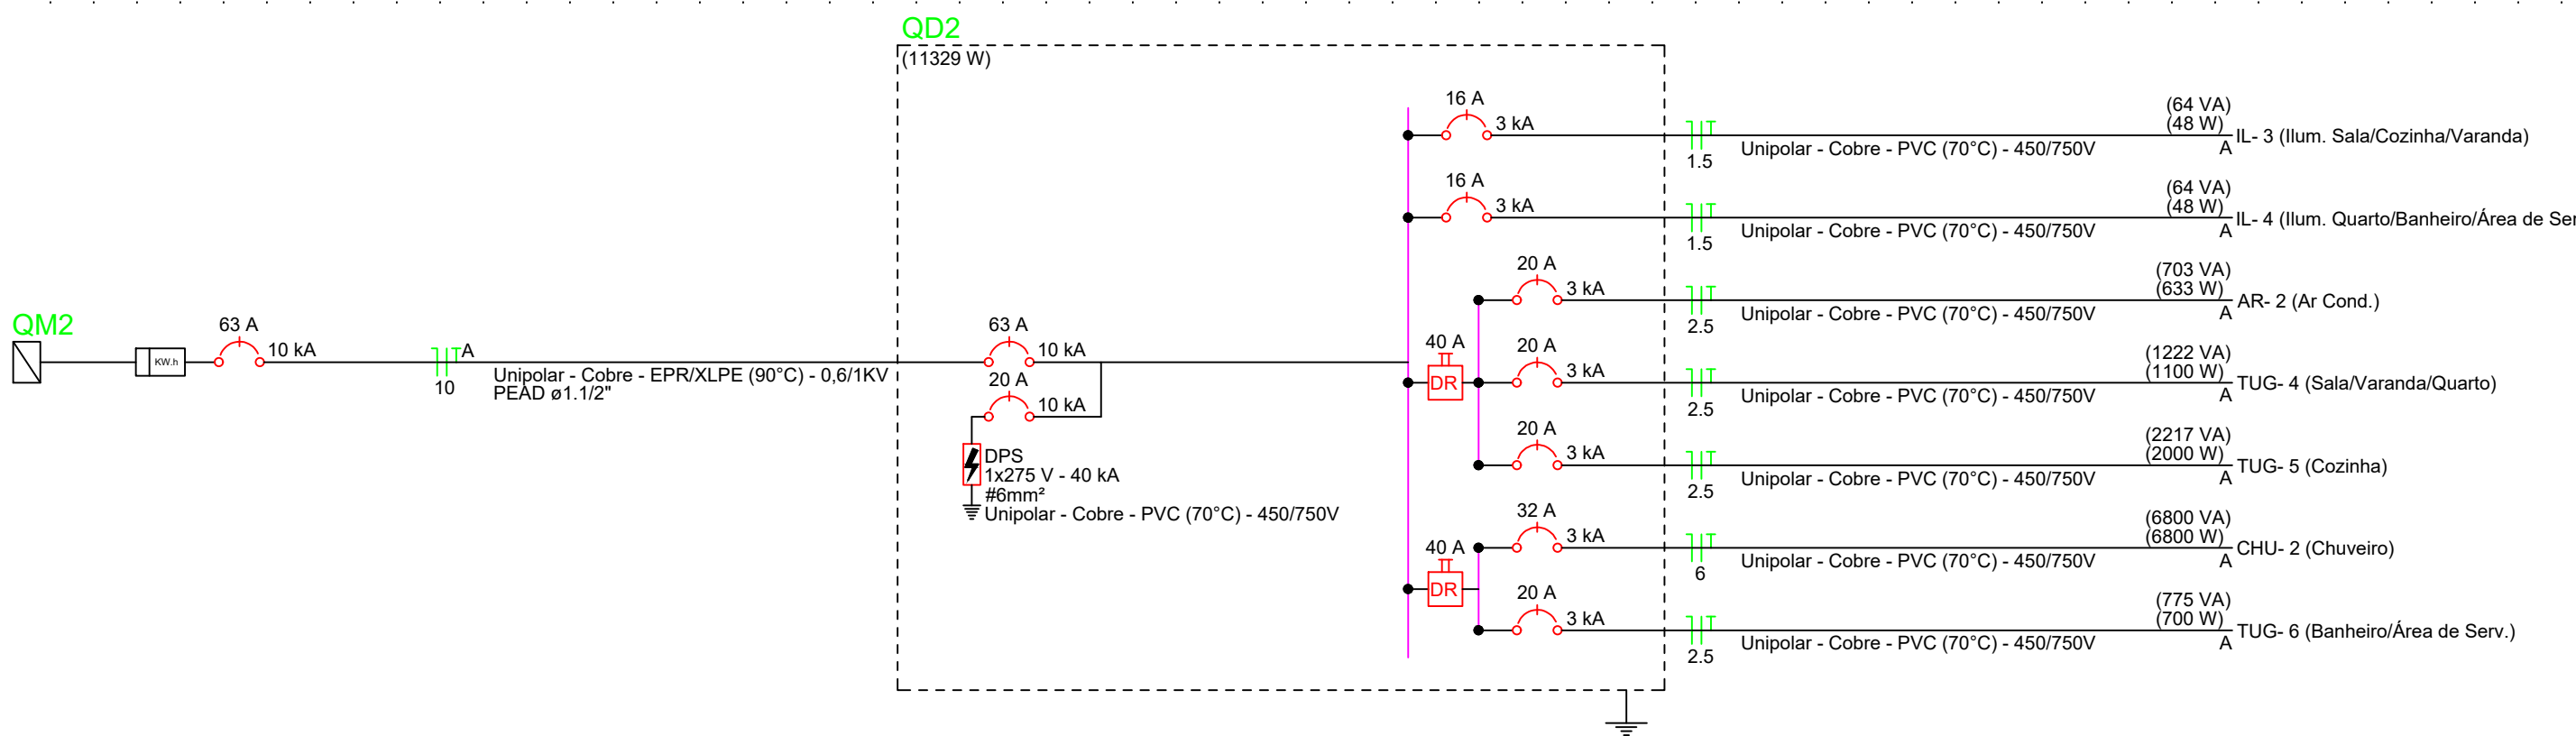 QD2
(11329 W)
QM2
KW.h
63 A
10 kA
A
10
Unipolar - Cobre - EPR/XLPE (90°C) - 0,6/1KV
PEAD ø1.1/2"
63 A
10 kA
20 A
10 kA
DPS
1x275 V - 40 kA
#6mm²
Unipolar - Cobre - PVC (70°C) - 450/750V
16 A
3 kA
T
1.5
Unipolar - Cobre - PVC (70°C) - 450/750V
(64 VA)
(48 W)
A
IL- 3 (Ilum. Sala/Cozinha/Varanda)
16 A
3 kA
1.5
Unipolar - Cobre - PVC (70°C) - 450/750V
(64 VA)
(48 W)
A
IL- 4 (Ilum. Quarto/Banheiro/Área de Ser
40 A
DR
20 A
3 kA
2.5
Unipolar - Cobre - PVC (70°C) - 450/750V
(703 VA)
(633 W)
A
AR- 2 (Ar Cond.)
20 A
3 kA
2.5
Unipolar - Cobre - PVC (70°C) - 450/750V
(1222 VA)
(1100 W)
A
TUG- 4 (Sala/Varanda/Quarto)
20 A
3 kA
2.5
Unipolar - Cobre - PVC (70°C) - 450/750V
(2217 VA)
(2000 W)
A
TUG- 5 (Cozinha)
40 A
DR
32 A
3 kA
6
Unipolar - Cobre - PVC (70°C) - 450/750V
(6800 VA)
(6800 W)
A
CHU- 2 (Chuveiro)
20 A
3 kA
2.5
Unipolar - Cobre - PVC (70°C) - 450/750V
(775 VA)
(700 W)
A
TUG- 6 (Banheiro/Área de Serv.)